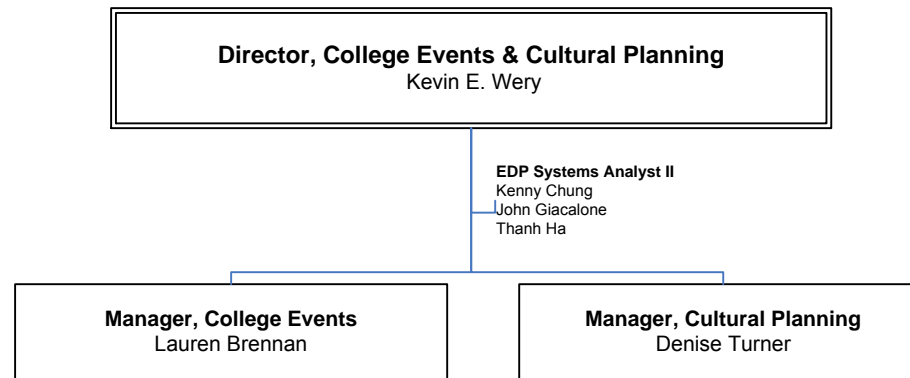 Director, College Events & Cultural Planning
Kevin E. Wery
EDP Systems Analyst II
Kenny Chung
John Giacalone
Thanh Ha
Manager, College Events
Lauren Brennan
Manager, Cultural Planning
Denise Turner